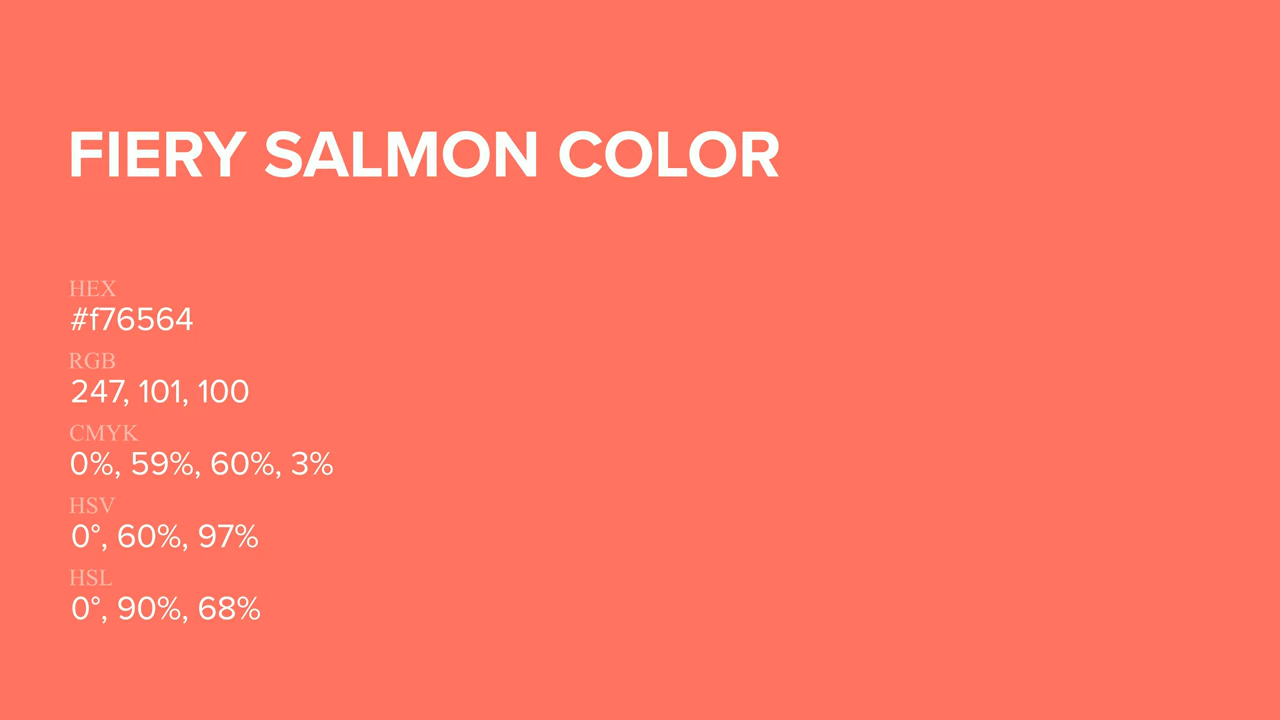 FIERY SALMON COLOR
HEX
#f76564
RGB
247, 101, 100
CMYK
0%, 59%, 60%, 3%
HSV
0°, 60%, 97%
HSL
0°, 90%, 68%